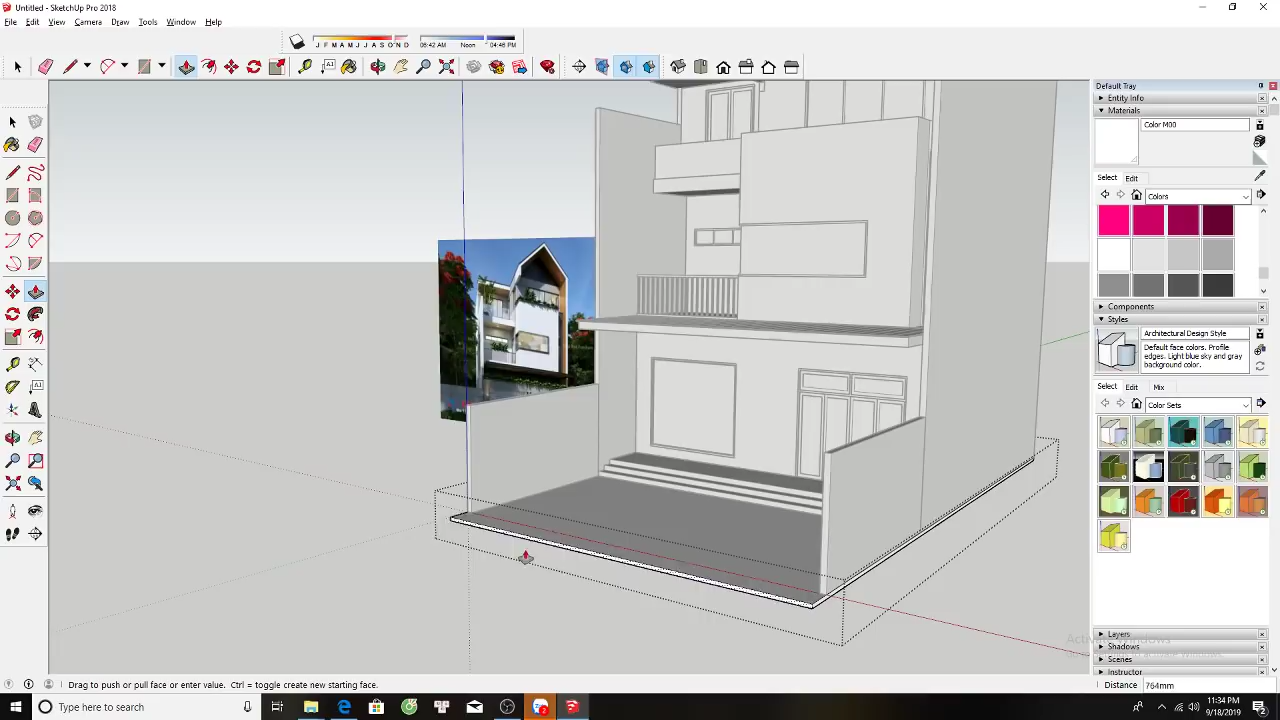 Untitled - SketchUp Pro 2018
File Edit View Camera Draw Tools Window Help
J F M A M J J A S O N D 06:42 AM Noon 04:46 PM
Default Tray
Entity Info
Materials
Color M00
Select Edit
Colors
Components
Styles
Architectural Design Style
Default face colors. Profile
edges. Light blue sky and gray
background color.
Select Edit Mix
Color Sets
Layers
Shadows
Scenes
Instructor
Activate Windows
Drag to push or pull face or enter value. Ctrl = toggle create new starting face.
Distance 764mm
Type here to search
11:34 PM
9/18/2019